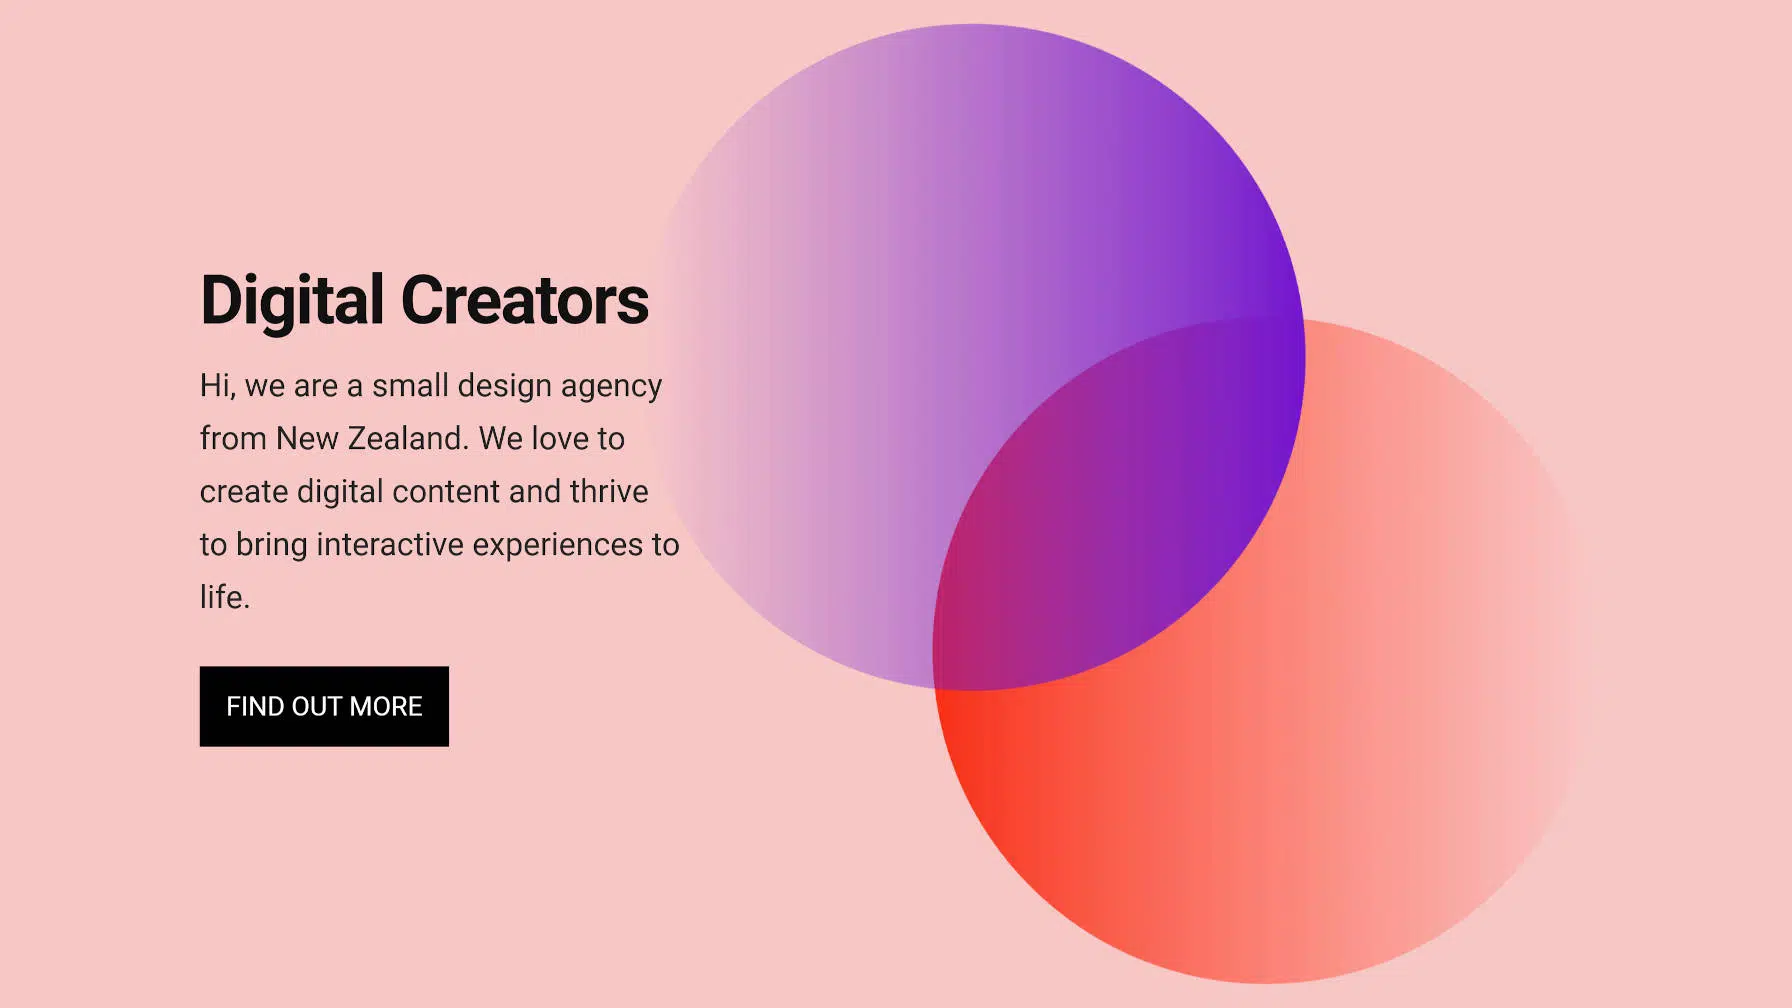 Digital Creators
Hi, we are a small design agency
from New Zealand. We love to
create digital content and thrive
to bring interactive experiences to
life.
FIND OUT MORE